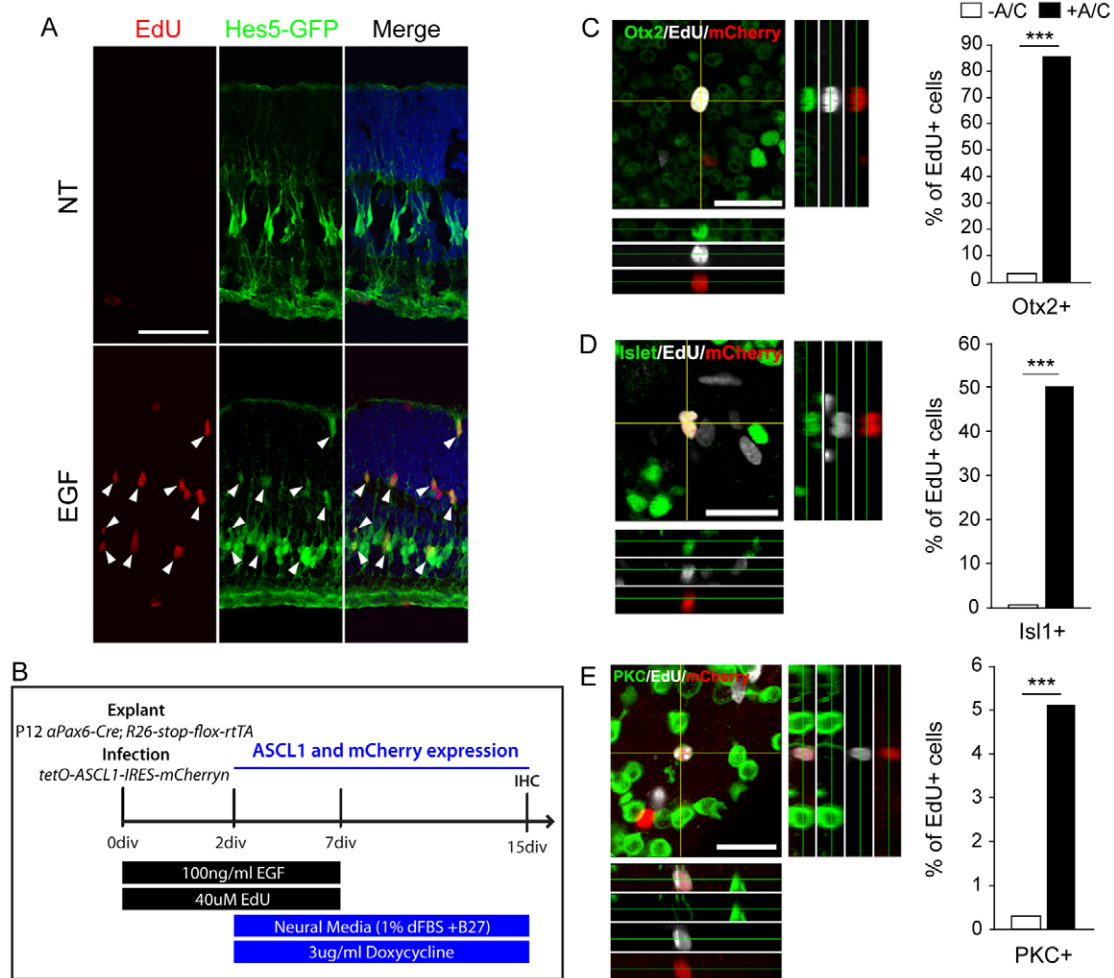 A
EdU
Hes5-GFP
Merge
NT
EGF
B
Explant
P12 aPax6-Cre; R26-stop-flox-rtTA
Infection
tetO-ASCL1-IRES-mCherryn
ASCL1 and mCherry expression
IHC
0div
2div
7div
15div
100ng/ml EGF
40uM EdU
Neural Media (1% dFBS +B27)
3ug/ml Doxycycline
C
Otx2/EdU/mCherry
-A/C
+A/C
***
% of EdU+ cells
90
80
70
60
50
40
30
20
10
0
Otx2+
D
Islet/EdU/mCherry
***
% of EdU+ cells
60
50
40
30
20
10
0
Isl1+
E
PKC/EdU/mCherry
***
% of EdU+ cells
6
5
4
3
2
1
0
PKC+